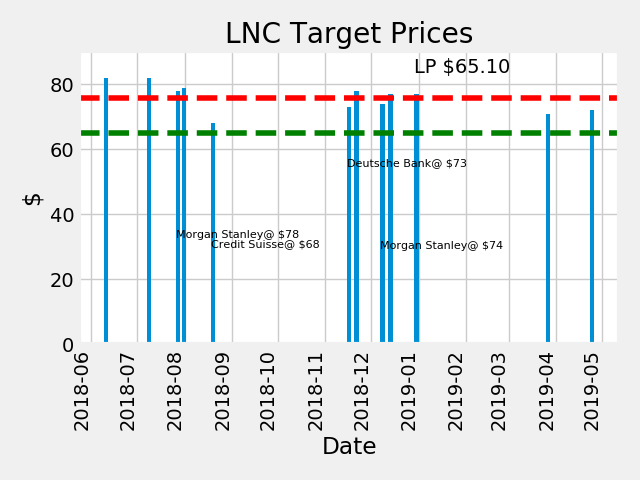 LNC Target Prices
LP $65.10
80
60
40
20
0
$
Deutsche Bank@ $73
Morgan Stanley@ $78
Credit Suisse@ $68
Morgan Stanley@ $74
2018-06
2018-07
2018-08
2018-09
2018-10
2018-11
2018-12
2019-01
2019-02
2019-03
2019-04
2019-05
Date